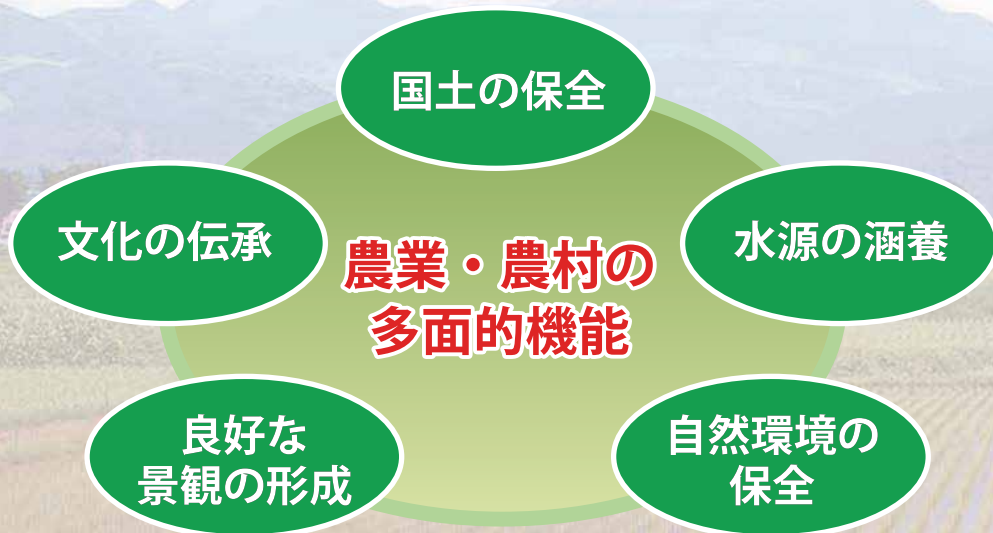 国土の保全
文化の伝承
水源の涵養
農業・農村の
多面的機能
良好な
景観の形成
自然環境の
保全